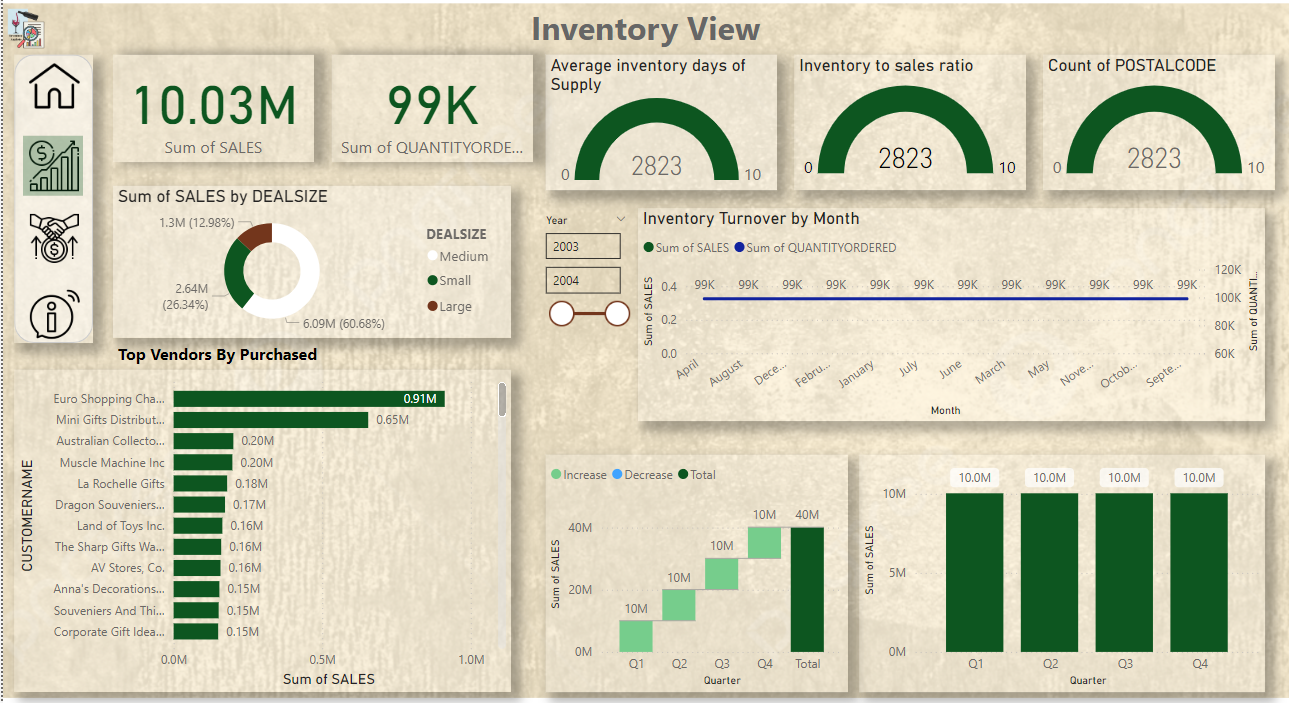 Inventory View
10.03M
Sum of SALES
99K
Sum of QUANTITYORDE...
Average inventory days of
Supply
2823
0
10
Inventory to sales ratio
2823
0
10
Count of POSTALCODE
2823
0
10
Sum of SALES by DEALSIZE
1.3M (12.98%)
2.64M
(26.34%)
6.09M (60.68%)
DEALSIZE
Medium
Small
Large
Year
2003
2004
Inventory Turnover by Month
Sum of SALES Sum of QUANTITYORDERED
Sum of SALES
0.4
0.2
0.0
99K 99K 99K 99K 99K 99K 99K 99K 99K 99K 99K 99K
120K
100K
80K
60K
Sum of QUANTI...
April August Dece... Febru... January July June March May Nove... Octob... Septe...
Month
Top Vendors By Purchased
CUSTOMERNAME
Euro Shopping Cha... 0.91M
Mini Gifts Distribut... 0.65M
Australian Collecto... 0.20M
Muscle Machine Inc 0.20M
La Rochelle Gifts 0.18M
Dragon Souveniers... 0.17M
Land of Toys Inc. 0.16M
The Sharp Gifts Wa... 0.16M
AV Stores, Co. 0.16M
Anna's Decorations... 0.15M
Souveniers And Thi... 0.15M
Corporate Gift Idea... 0.15M
0.0M 0.5M 1.0M
Sum of SALES
Increase Decrease Total
Sum of SALES
40M
20M
0M
10M 10M 10M 10M 40M
Q1 Q2 Q3 Q4 Total
Quarter
Sum of SALES
10M
5M
0M
10.0M 10.0M 10.0M 10.0M
Q1 Q2 Q3 Q4
Quarter